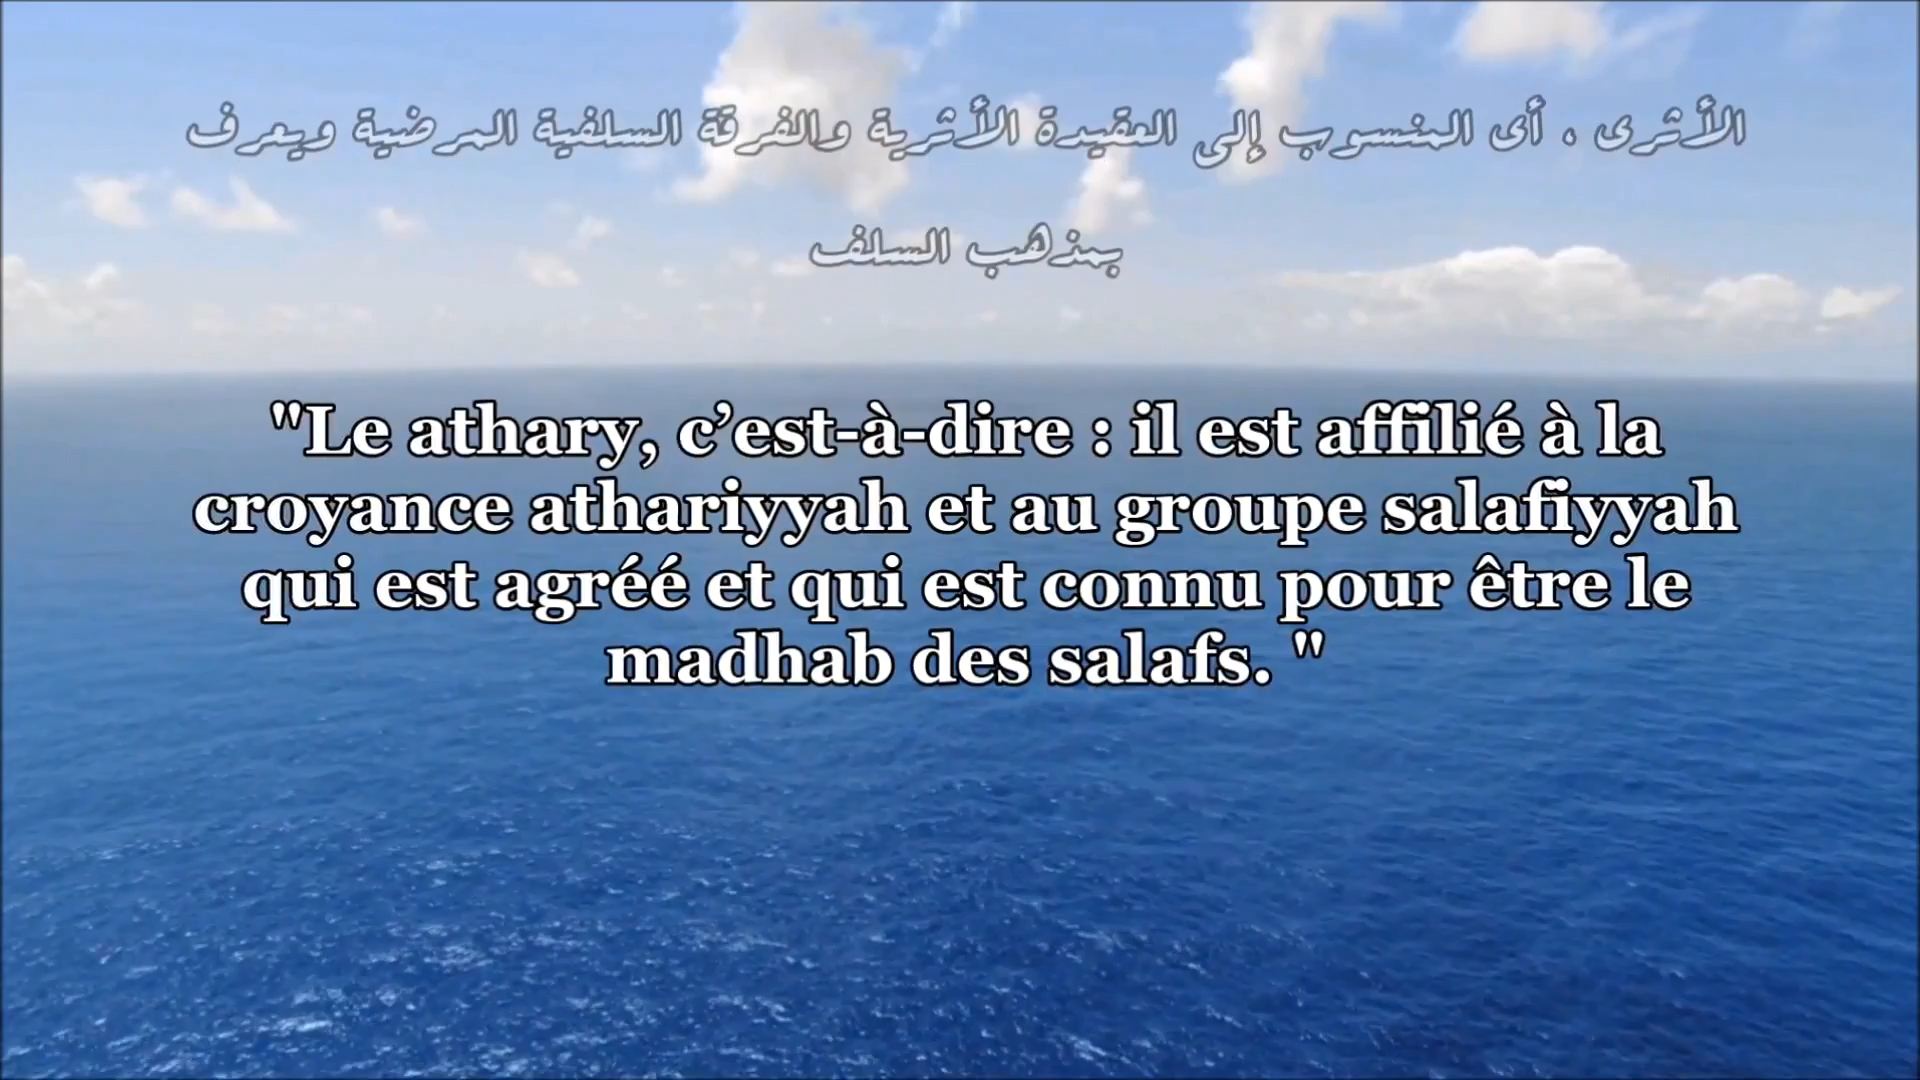 الأثرى ، أى المنسوب إلى العقيدة الأثرية والفرقة السلفية المرضية ويعرف
بمذهب السلف
"Le athary, c’est-à-dire : il est affilié à la
croyance athariyyah et au groupe salafiyyah
qui est agréé et qui est connu pour être le
madhab des salafs. "